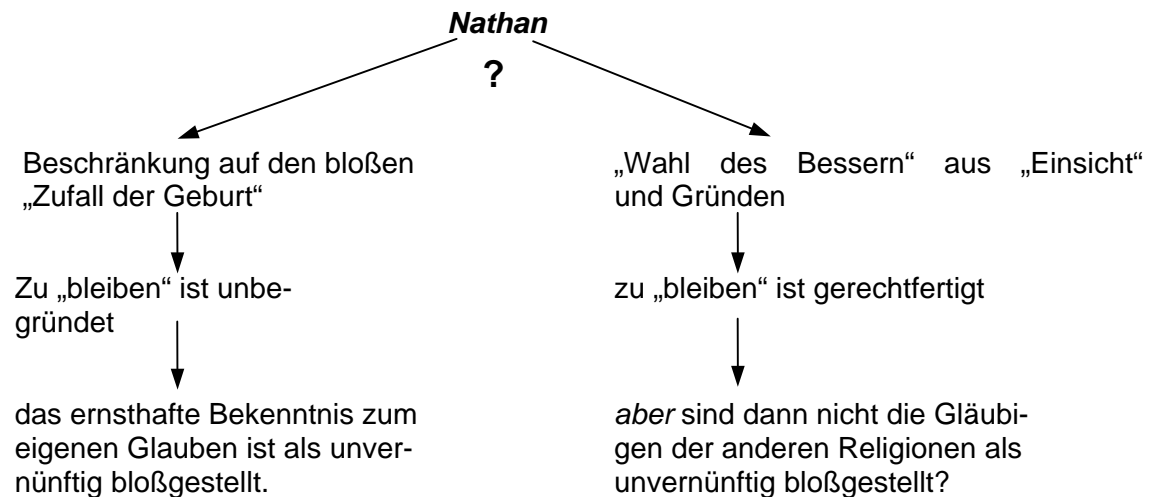 Nathan
?
Beschränkung auf den bloßen
„Zufall der Geburt“
Zu „bleiben“ ist unbe-
gründet
das ernsthafte Bekenntnis zum
eigenen Glauben ist als unver-
nünftig bloßgestellt.
„Wahl des Bessern“ aus „Einsicht“
und Gründen
zu „bleiben“ ist gerechtfertigt
aber sind dann nicht die Gläubi-
gen der anderen Religionen als
unvernünftig bloßgestellt?